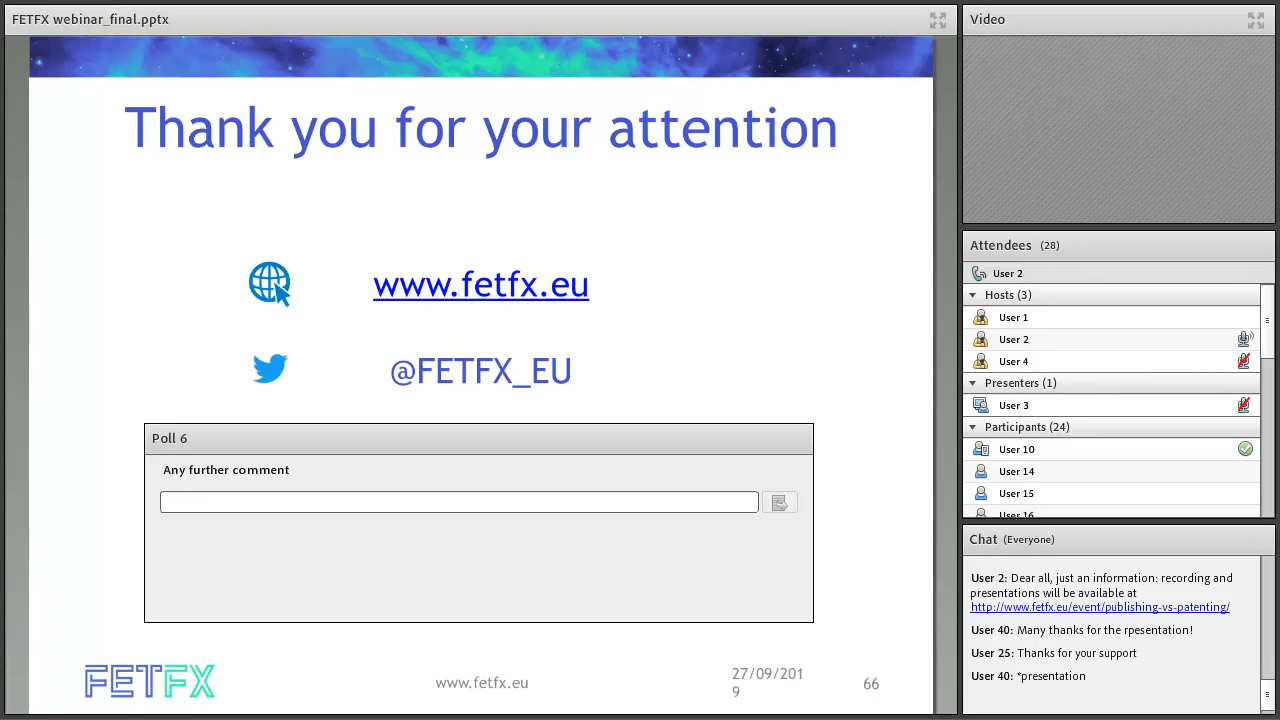 FETFX webinar_final.pptx
Thank you for your attention
www.fetfx.eu
@FETFX_EU
Poll 6
Any further comment
FETFX
www.fetfx.eu
27/09/201
9
66
Video
Attendees (28)
User 2
Hosts (3)
User 1
User 2
User 4
Presenters (1)
User 3
Participants (24)
User 10
User 14
User 15
User 16
Chat (Everyone)
User 2: Dear all, just an information: recording and
presentations will be available at
http://www.fetfx.eu/event/publishing-vs-patenting/
User 40: Many thanks for the rpesentation!
User 25: Thanks for your support
User 40: *presentation